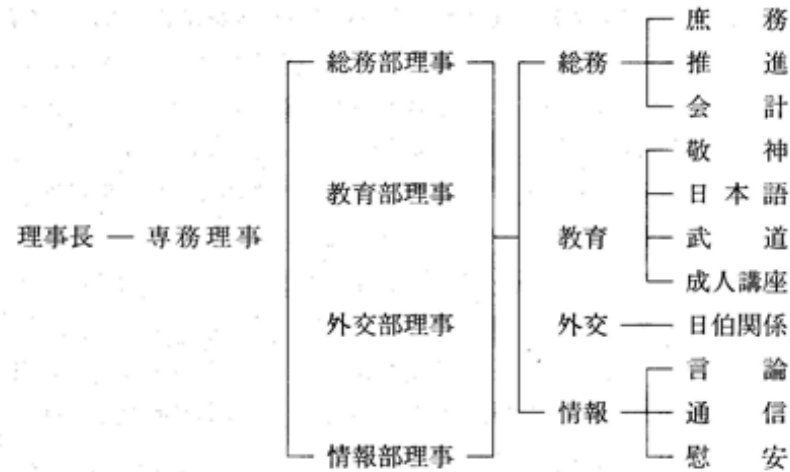 理事長 ― 専務理事
総務部理事
教育部理事
外交部理事
情報部理事
総務
庶務
推進
会計
教育
敬神
日本語
武道
成人講座
外交 ― 日伯関係
情報
言論
通信
慰安